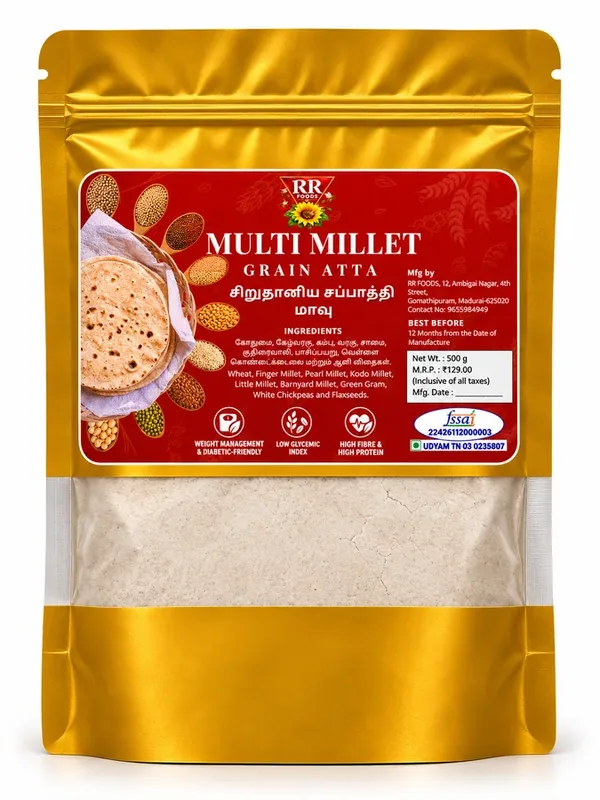 RR
FOODS
MULTI MILLET
GRAIN ATTA
சிறுதானிய சப்பாத்தி
மாவு
INGREDIENTS
கோதுமை, கேழ்வரகு, கம்பு, வரகு, சாமை,
குதிரைவாலி, பாசிப்பயறு, வெள்ளை
கொண்டைக்கடலை மற்றும் ஆளி விதைகள்.
Wheat, Finger Millet, Pearl Millet, Kodo Millet,
Little Millet, Barnyard Millet, Green Gram,
White Chickpeas and Flaxseeds.
WEIGHT MANAGEMENT
& DIABETIC-FRIENDLY
LOW GLYCEMIC
INDEX
HIGH FIBRE &
HIGH PROTEIN
Mfg by
RR FOODS, 12, Ambigai Nagar, 4th
Street,
Gomathipuram, Madurai-625020
Contact No: 9655984949
BEST BEFORE
12 Months from the Date of
Manufacture
Net Wt. : 500 g
M.R.P. : ₹129.00
(Inclusive of all taxes)
Mfg. Date :
fssai
22426112000003
UDYAM TN 03 0235807